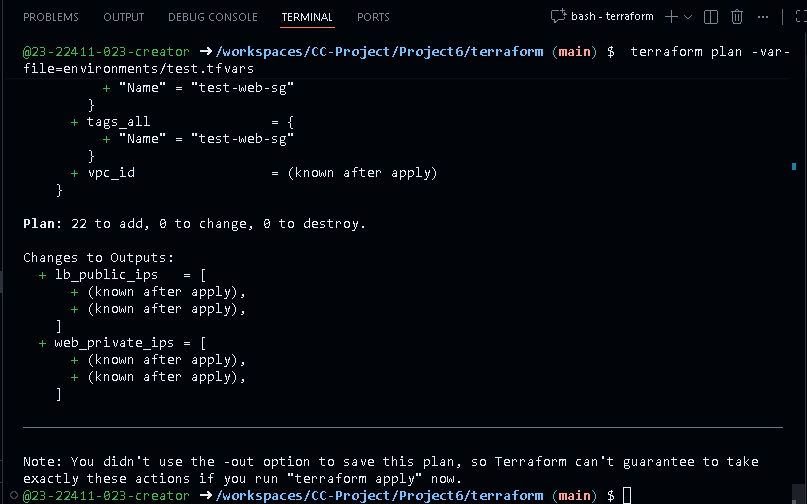 PROBLEMS OUTPUT DEBUG CONSOLE TERMINAL PORTS bash - terraform
@23-22411-023-creator ➜/workspaces/CC-Project/Project6/terraform (main) $ terraform plan -var-
file=environments/test.tfvars
+ "Name" = "test-web-sg"
}
+ tags_all = {
+ "Name" = "test-web-sg"
}
+ vpc_id = (known after apply)
}
Plan: 22 to add, 0 to change, 0 to destroy.
Changes to Outputs:
+ lb_public_ips = [
+ (known after apply),
+ (known after apply),
]
+ web_private_ips = [
+ (known after apply),
+ (known after apply),
]
Note: You didn't use the -out option to save this plan, so Terraform can't guarantee to take
exactly these actions if you run "terraform apply" now.
@23-22411-023-creator ➜/workspaces/CC-Project/Project6/terraform (main) $